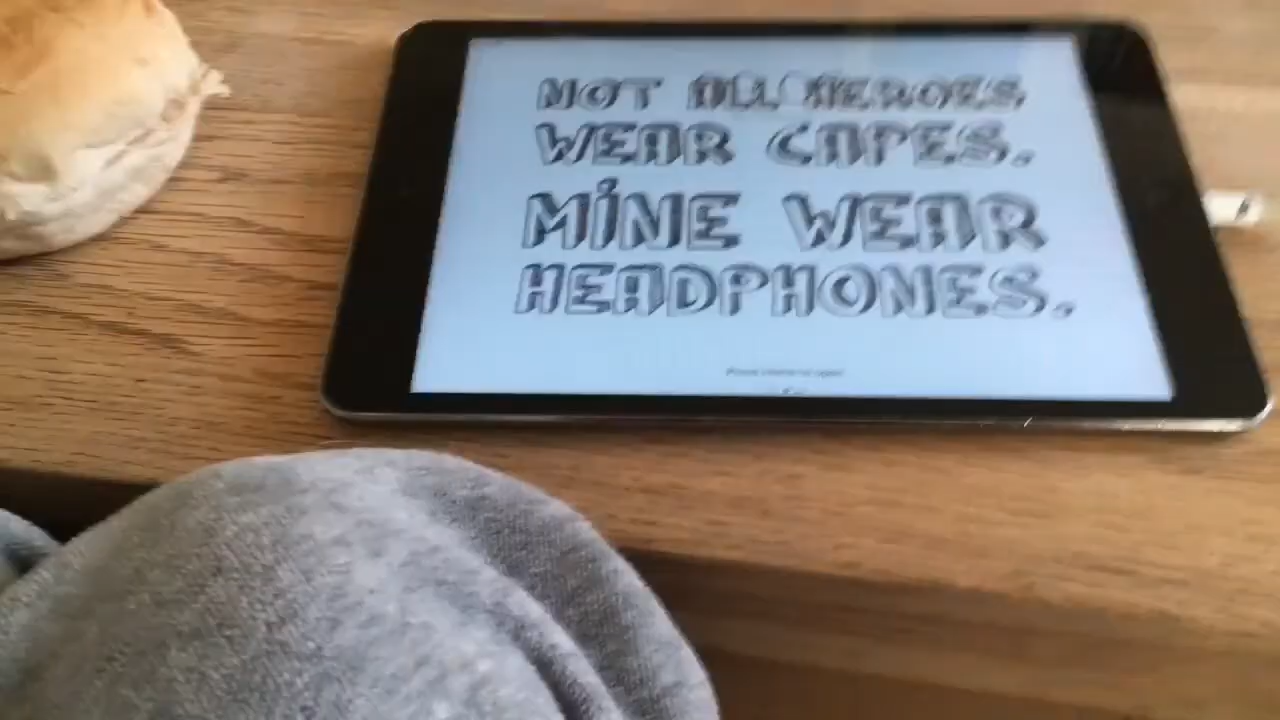 NOT ALL HEROES
WEAR CAPES.
MiNE WEAR
HEADPHONES.